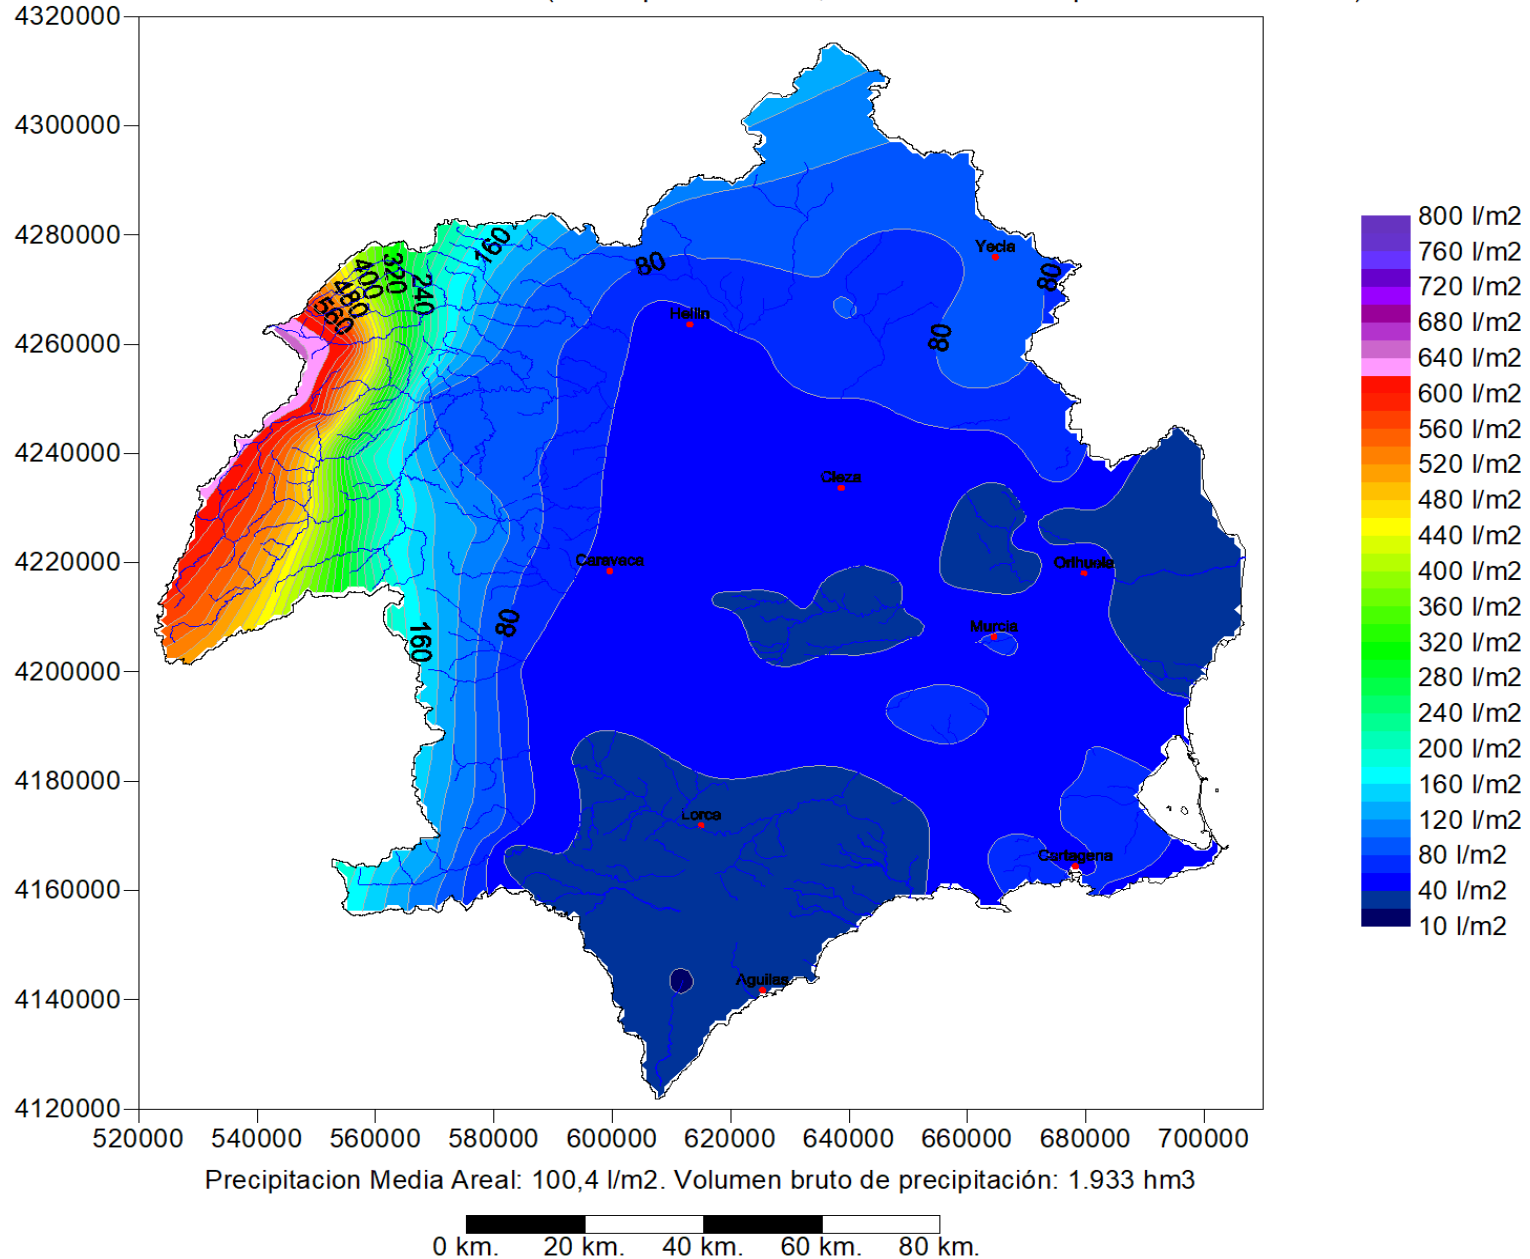 4320000
4300000
4280000
4260000
4240000
4220000
4200000
4180000
4160000
4140000
4120000
520000 540000 560000 580000 600000 620000 640000 660000 680000 700000
160
400
320
480
240
560
80
Yecla
80
80
Hellin
Cieza
Caravaca
Orihuela
80
160
Murcia
Lorca
Cartagena
Aguilas
800 l/m2
760 l/m2
720 l/m2
680 l/m2
640 l/m2
600 l/m2
560 l/m2
520 l/m2
480 l/m2
440 l/m2
400 l/m2
360 l/m2
320 l/m2
280 l/m2
240 l/m2
200 l/m2
160 l/m2
120 l/m2
80 l/m2
40 l/m2
10 l/m2
Precipitacion Media Areal: 100,4 l/m2. Volumen bruto de precipitación: 1.933 hm3
0 km. 20 km. 40 km. 60 km. 80 km.